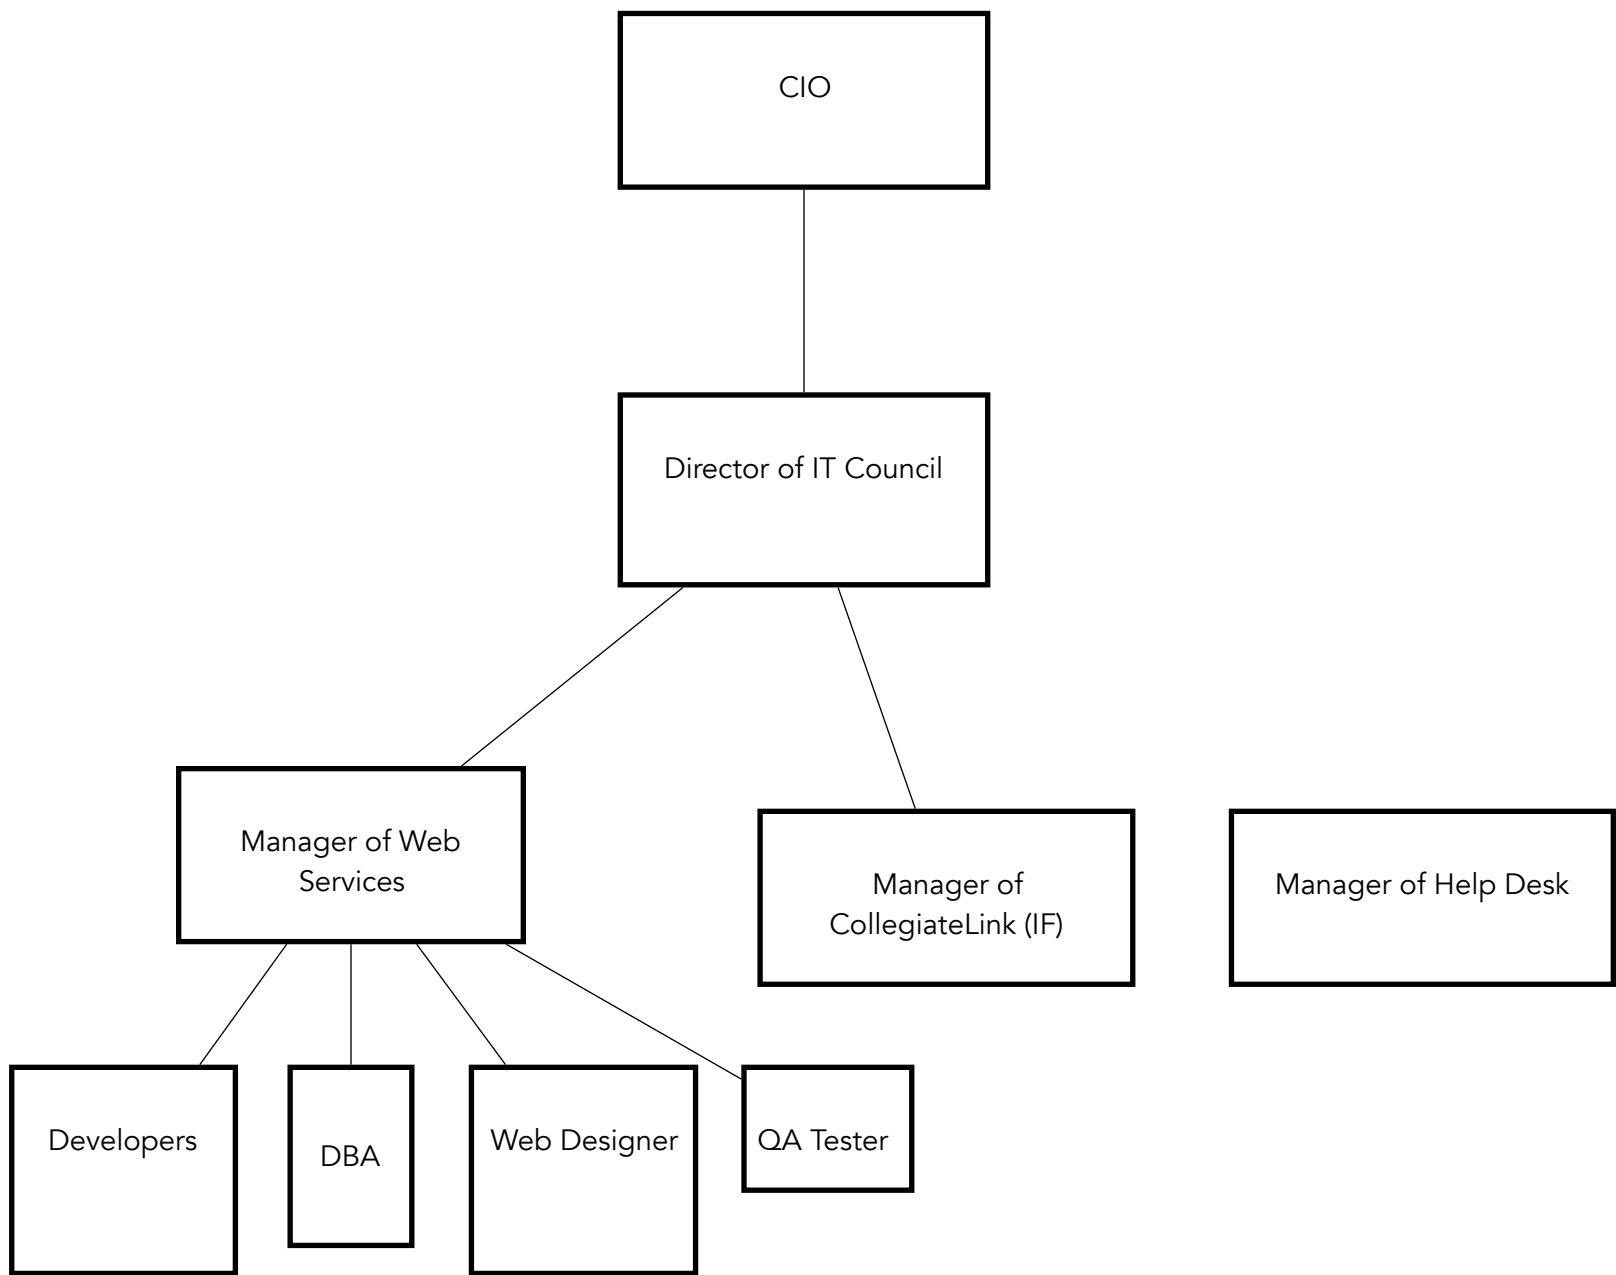 CIO
Director of IT Council
Manager of Web
Services
Manager of
CollegiateLink (IF)
Manager of Help Desk
Developers
DBA
Web Designer
QA Tester